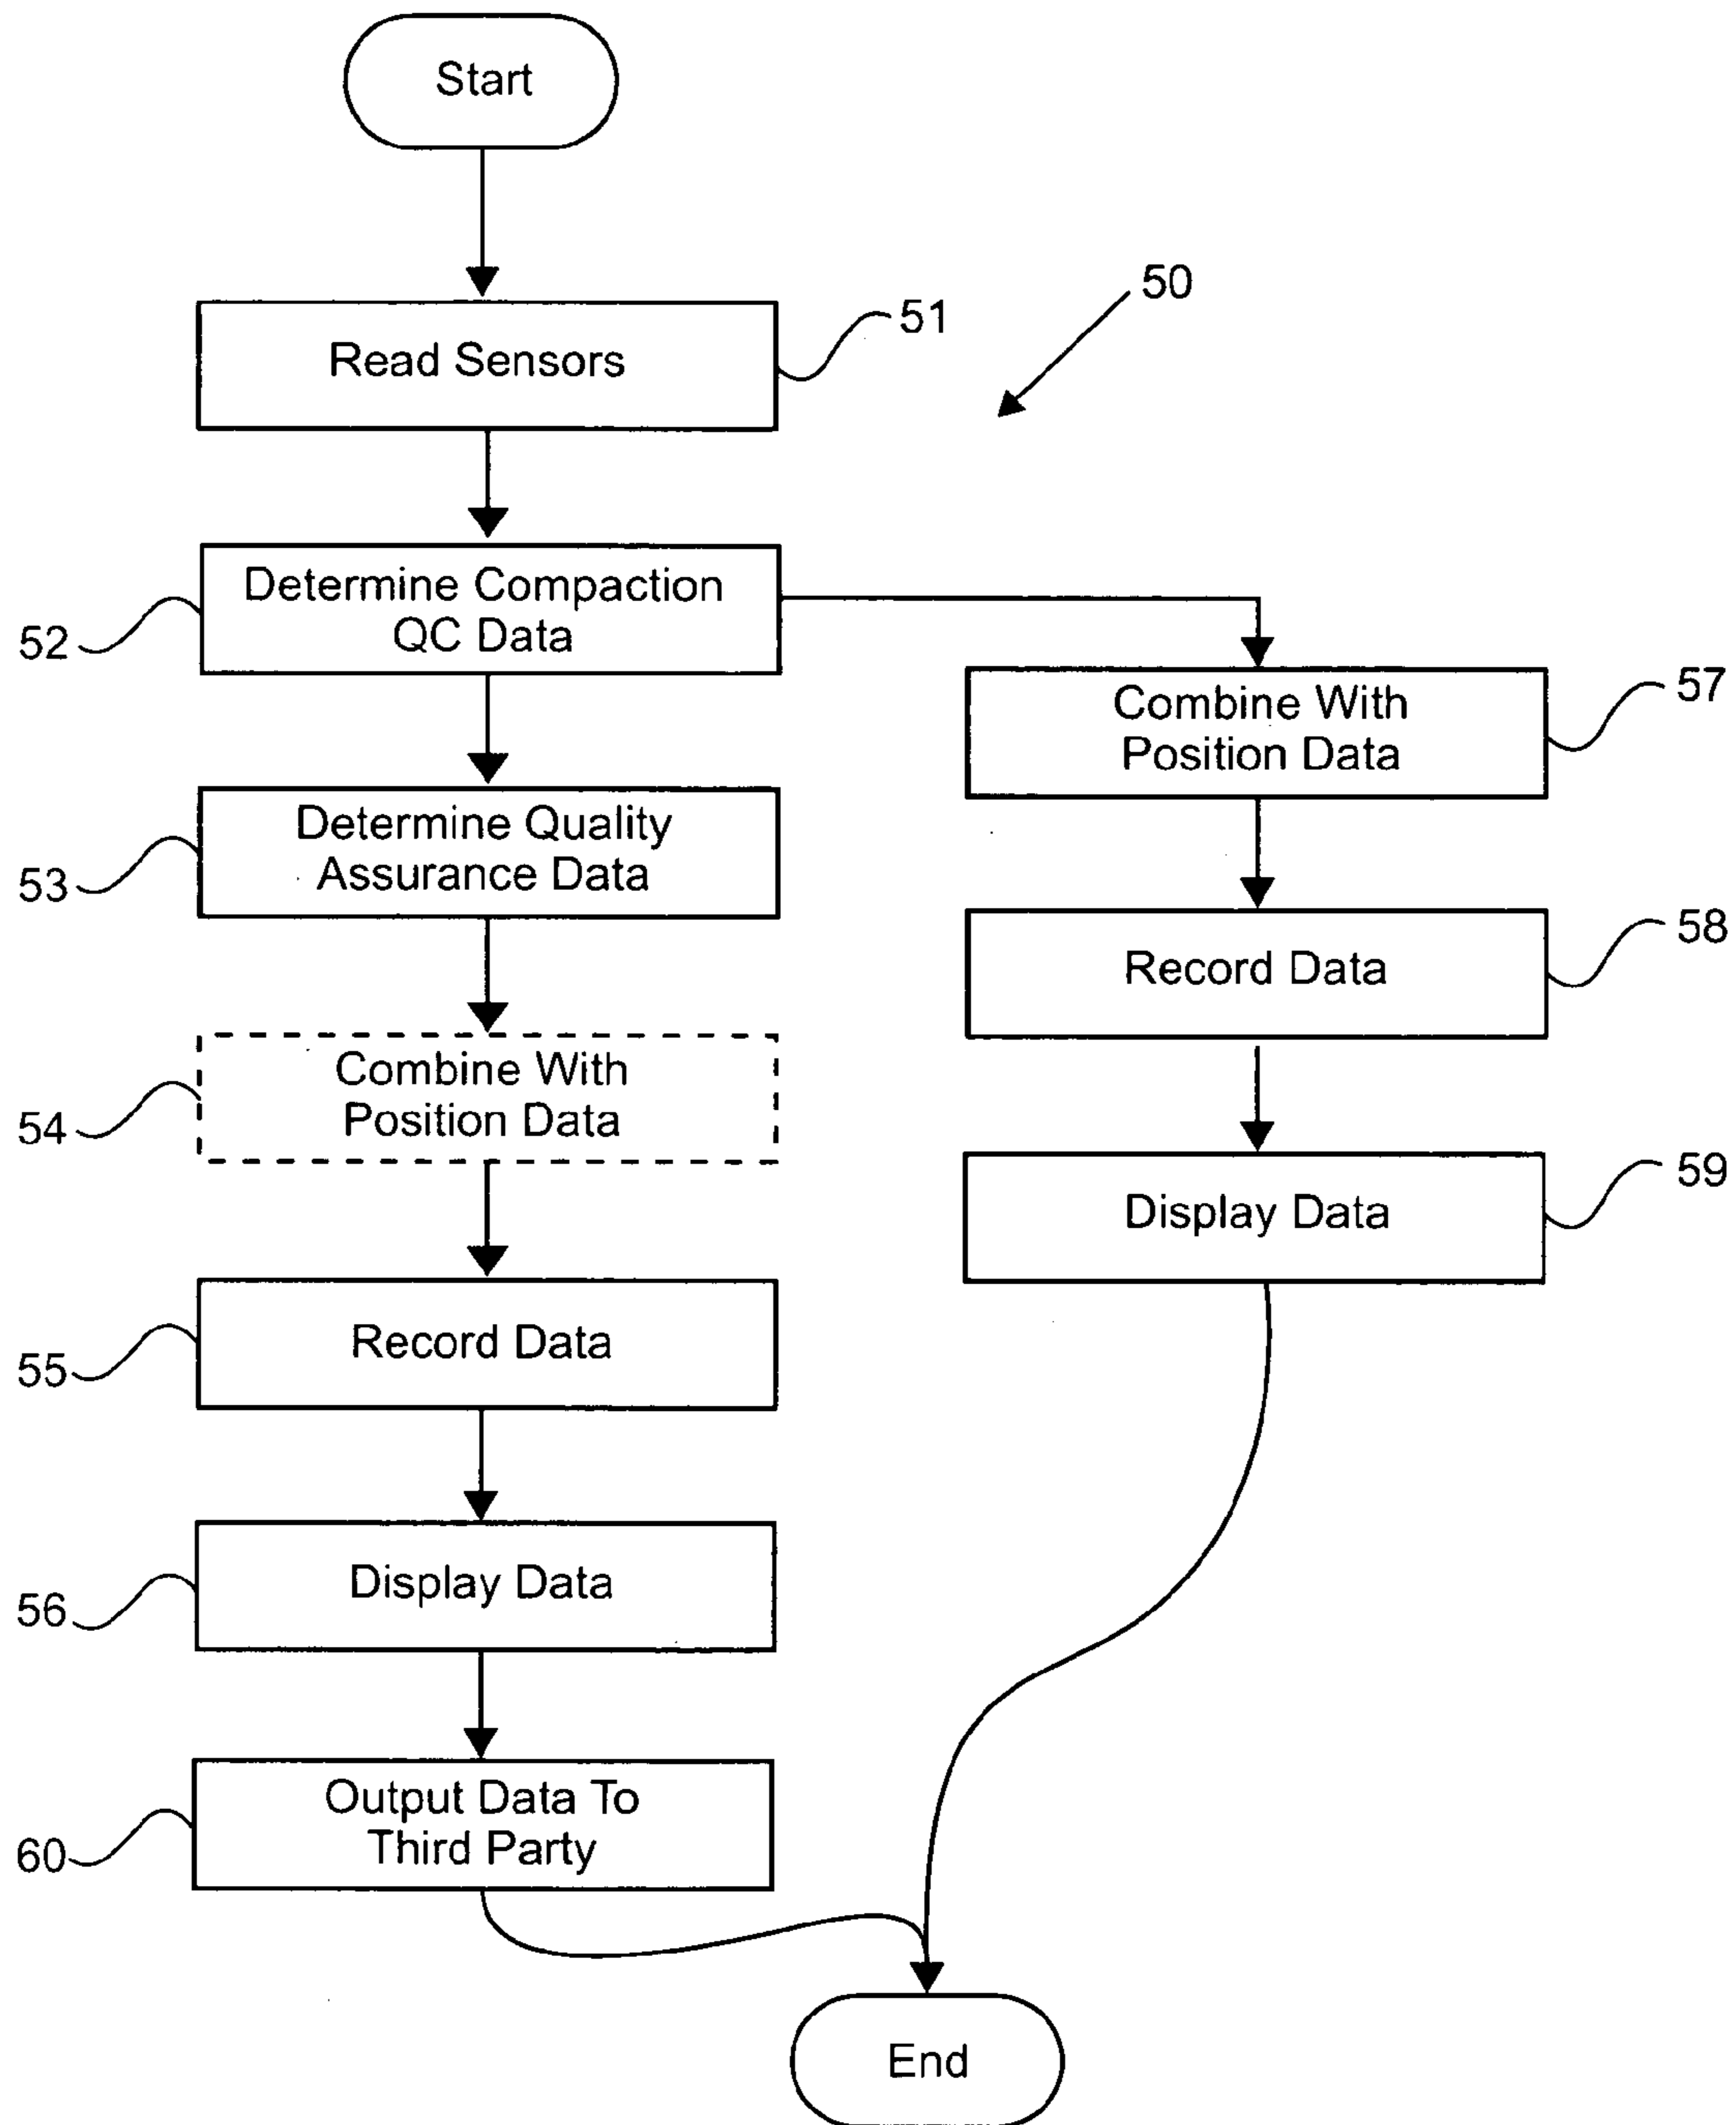 Start
50
51
Read Sensors
52
Determine Compaction
QC Data
57
Combine With
Position Data
53
Determine Quality
Assurance Data
58
Record Data
54
Combine With
Position Data
59
Display Data
55
Record Data
56
Display Data
60
Output Data To
Third Party
End